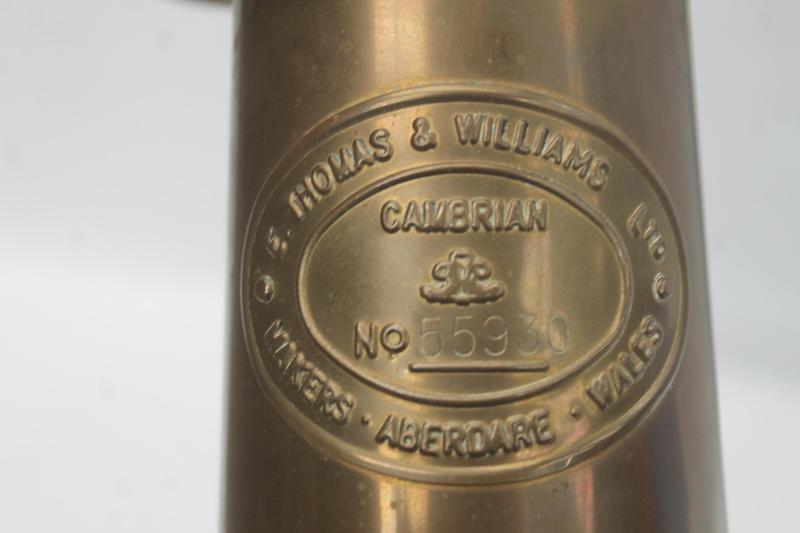 E. THOMAS & WILLIAMS LTD
CAMBRIAN
No 55930
MAKERS · ABERDARE · WALES